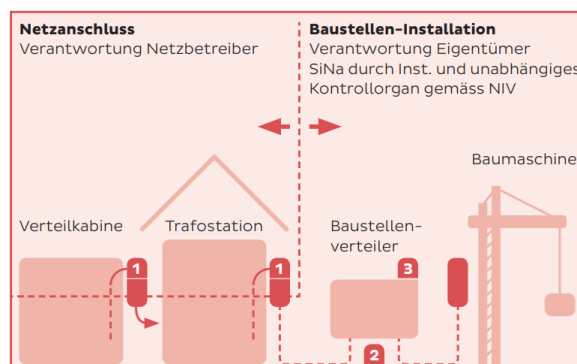 Netzanschluss
Verantwortung Netzbetreiber
Baustellen-Installation
Verantwortung Eigentümer
SiNa durch Inst. und unabhängiges
Kontrollorgan gemäss NIV
Baumaschine
Verteilkabine
Trafostation
Baustellen-
verteiler
1
1
3
2